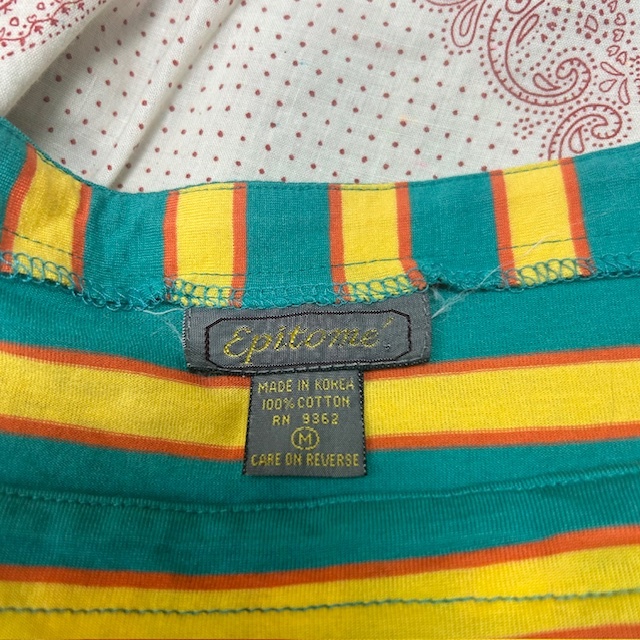 Epitome'
MADE IN KOREA
100% COTTON
RN 9362
M
CARE ON REVERSE